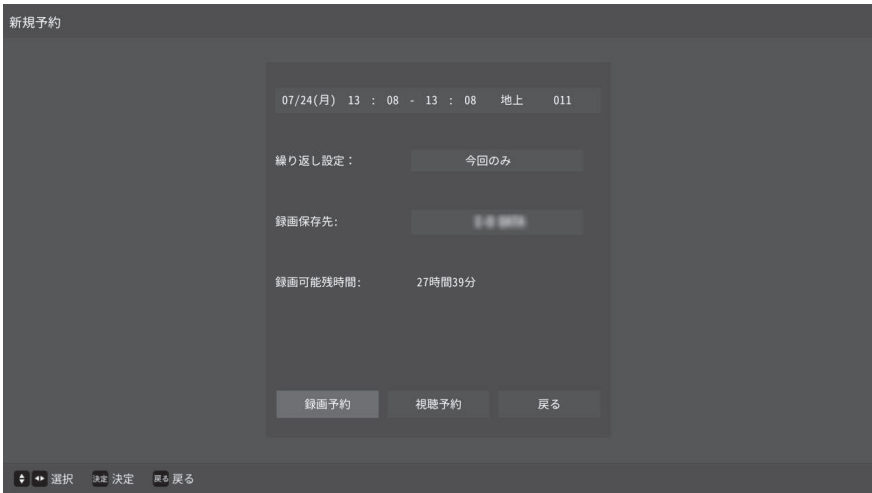 新規予約
07/24(月) 13 : 08 - 13 : 08 地上 011
繰り返し設定： 今回のみ
録画保存先:
録画可能残時間: 27時間39分
録画予約 視聴予約 戻る
選択 決定 決定 戻る 戻る